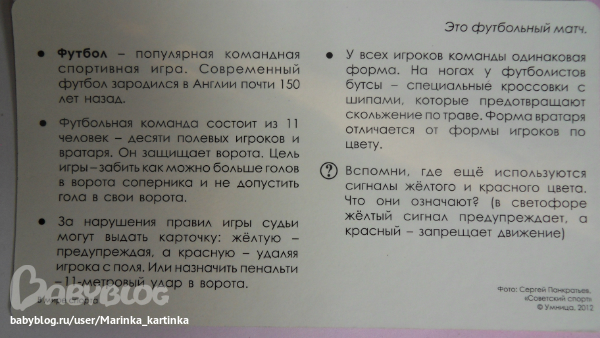 Это футбольный матч.
• Футбол – популярная командная
спортивная игра. Современный
футбол зародился в Англии почти 150
лет назад.
• Футбольная команда состоит из 11
человек – десяти полевых игроков и
вратаря. Он защищает ворота. Цель
игры – забить как можно больше голов
в ворота соперника и не допустить
гола в свои ворота.
• За нарушения правил игры судьи
могут выдать карточку: жёлтую –
предупреждая, а красную – удаляя
игрока с поля. Или назначить пенальти
–11-метровый удар в ворота.
• У всех игроков команды одинаковая
форма. На ногах у футболистов
бутсы – специальные кроссовки с
шипами, которые предотвращают
скольжение по траве. Форма вратаря
отличается от формы игроков по
цвету.
? Вспомни, где ещё используются
сигналы жёлтого и красного цвета.
Что они означают? (в светофоре
жёлтый сигнал предупреждает, а
красный – запрещает движение)
Фото: Сергей Панкратьев,
«Советский спорт»
© Умница, 2012
BABYBLOG
babyblog.ru/user/Marinka_kartinka